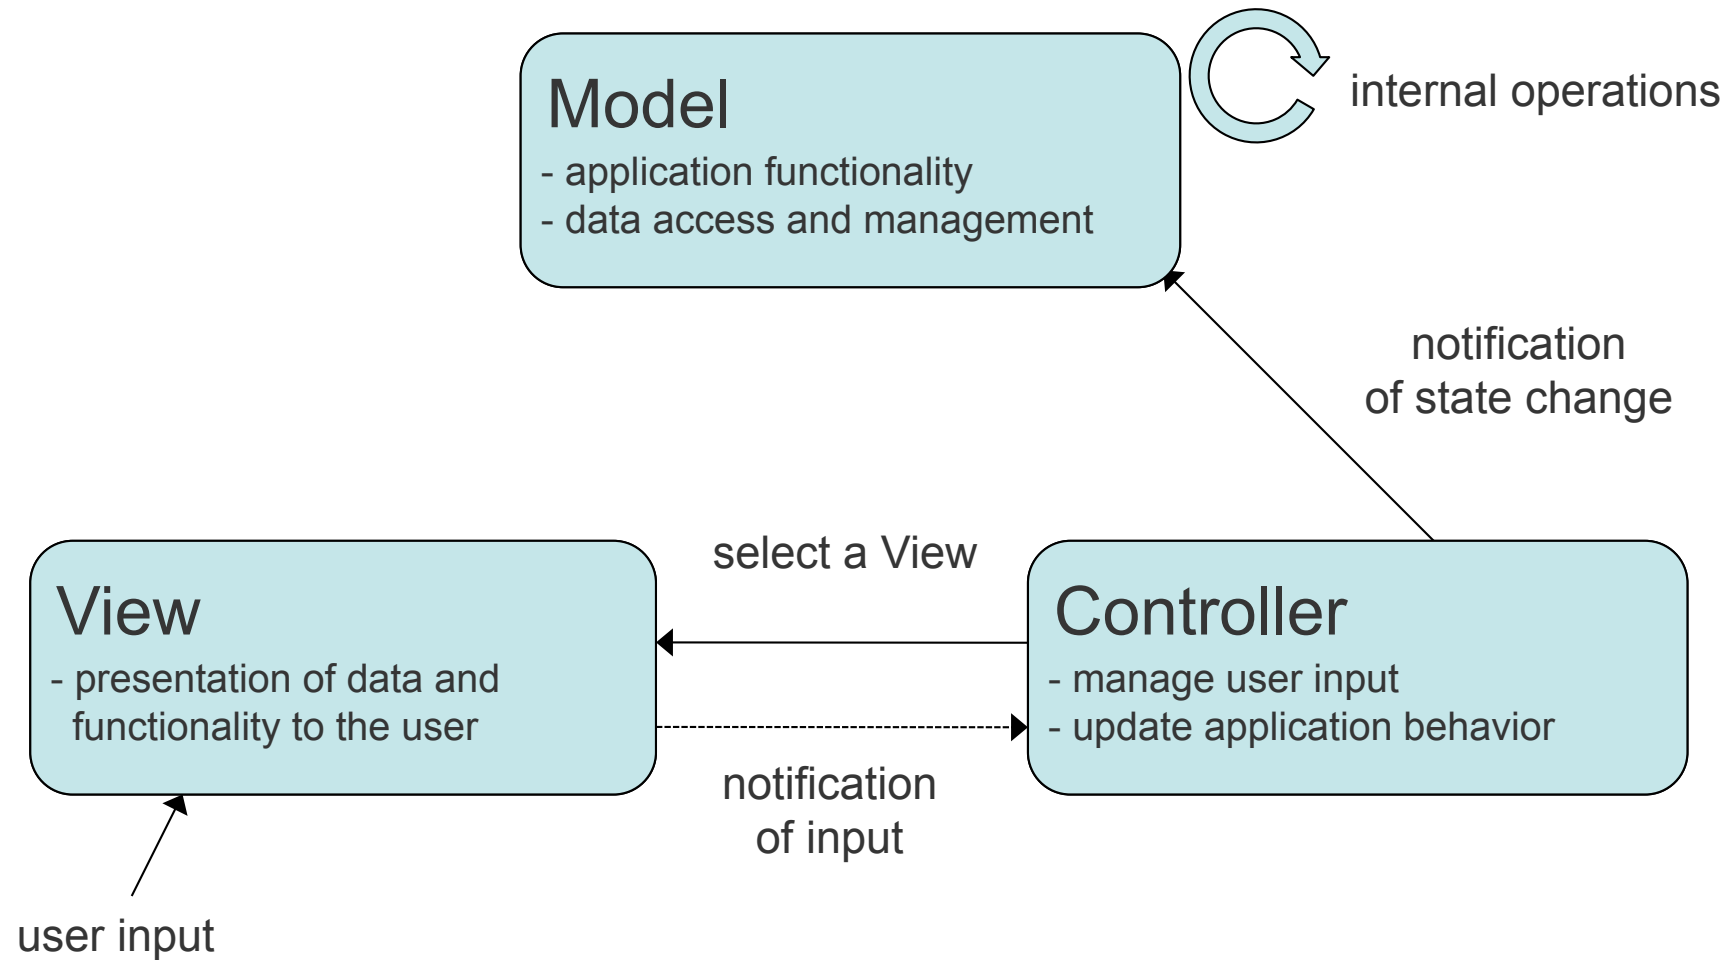 Model
- application functionality
- data access and management
internal operations
notification
of state change
select a View
View
- presentation of data and
functionality to the user
Controller
- manage user input
- update application behavior
notification
of input
user input